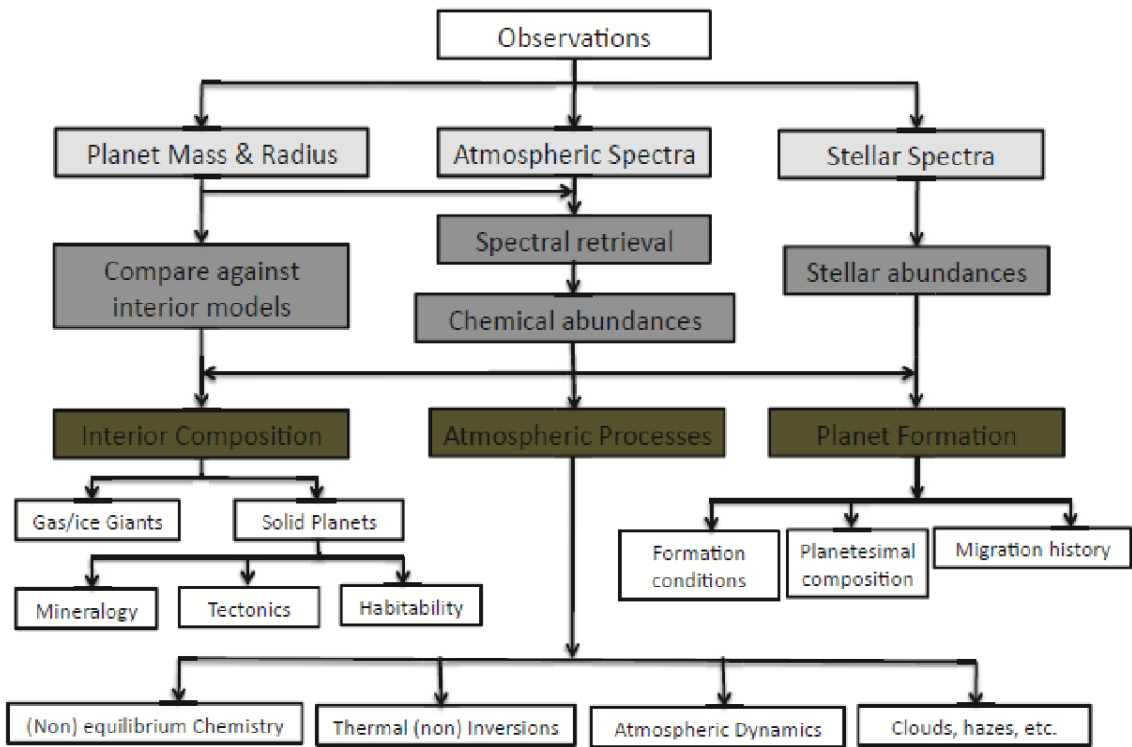 Observations
Planet Mass & Radius
Atmospheric Spectra
Stellar Spectra
Spectral retrieval
Compare against
interior models
Stellar abundances
Chemical abundances
Interior Composition
Atmospheric Processes
Planet Formation
Gas/ice Giants
Solid Planets
Formation
conditions
Planetesimal
composition
Migration history
Mineralogy
Tectonics
Habitability
(Non) equilibrium Chemistry
Thermal (non) Inversions
Atmospheric Dynamics
Clouds, hazes, etc.